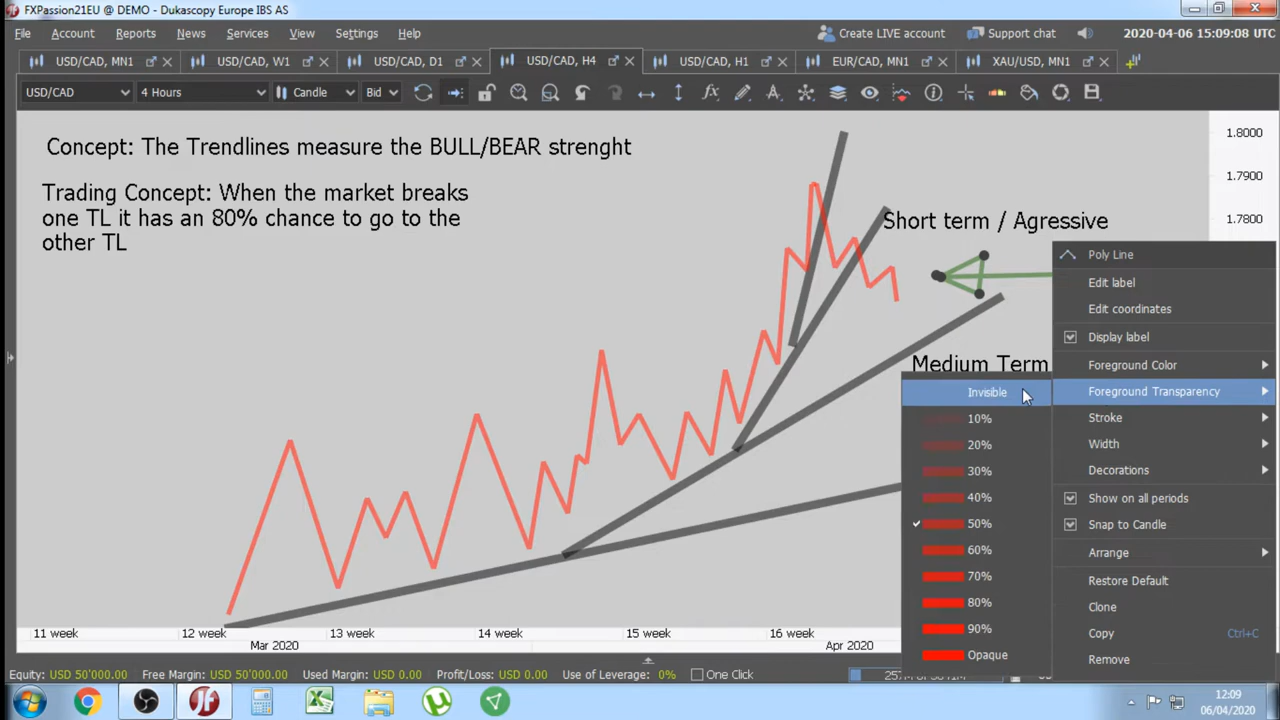 FXPassion21EU @ DEMO - Dukascopy Europe IBS AS
File Account Reports News Services View Settings Help
Create LIVE account Support chat 2020-04-06 15:09:08 UTC
USD/CAD, MN1 USD/CAD, W1 USD/CAD, D1 USD/CAD, H4 USD/CAD, H1 EUR/CAD, MN1 XAU/USD, MN1
USD/CAD 4 Hours Candle Bid
Concept: The Trendlines measure the BULL/BEAR strenght
Trading Concept: When the market breaks
one TL it has an 80% chance to go to the
other TL
1.8000
1.7900
1.7800
Short term / Agressive
Medium Term
Poly Line
Edit label
Edit coordinates
Display label
Foreground Color
Foreground Transparency
Stroke
Width
Decorations
Show on all periods
Snap to Candle
Arrange
Restore Default
Clone
Copy Ctrl+C
Remove
Invisible
10%
20%
30%
40%
50%
60%
70%
80%
90%
Opaque
11 week 12 week 13 week 14 week 15 week 16 week
Mar 2020 Apr 2020
Equity: USD 50'000.00 Free Margin: USD 50'000.00 Used Margin: USD 0.00 Profit/Loss: USD 0.00 Use of Leverage: 0% One Click
12:09
06/04/2020